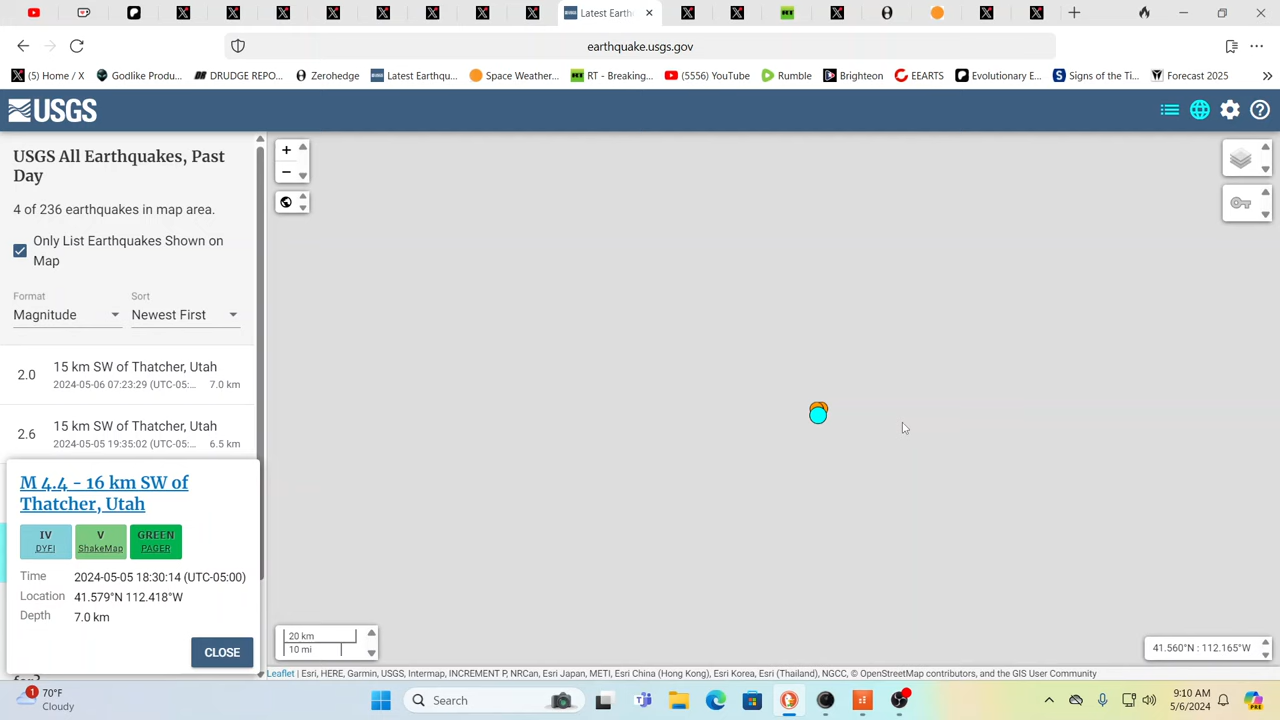 Latest Earth
earthquake.usgs.gov
(5) Home / X
Godlike Produ...
DRUDGE REPO...
Zerohedge
Latest Earthqu...
Space Weather...
RT - Breaking...
(5556) YouTube
Rumble
Brighteon
EEARTS
Evolutionary E...
Signs of the Ti...
Forecast 2025
USGS
USGS All Earthquakes, Past
Day
4 of 236 earthquakes in map area.
Only List Earthquakes Shown on
Map
Format
Sort
Magnitude
Newest First
2.0
15 km SW of Thatcher, Utah
2024-05-06 07:23:29 (UTC-05:...
7.0 km
2.6
15 km SW of Thatcher, Utah
2024-05-05 19:35:02 (UTC-05:...
6.5 km
M 4.4 - 16 km SW of
Thatcher, Utah
IV
DYFI
V
ShakeMap
GREEN
PAGER
Time
2024-05-05 18:30:14 (UTC-05:00)
Location
41.579°N 112.418°W
Depth
7.0 km
CLOSE
+
−
20 km
10 mi
41.560°N : 112.165°W
Leaflet | Esri, HERE, Garmin, USGS, Intermap, INCREMENT P, NRCan, Esri Japan, METI, Esri China (Hong Kong), Esri Korea, Esri (Thailand), NGCC, © OpenStreetMap contributors, and the GIS User Community
1
70°F
Cloudy
Search
9:10 AM
5/6/2024